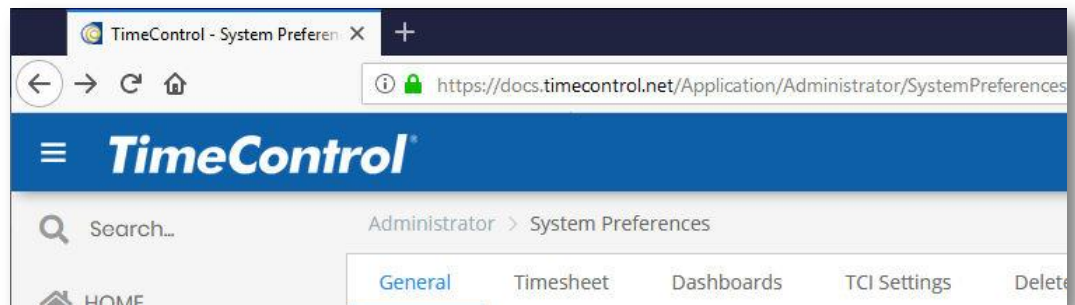 TimeControl - System Preferen
https://docs.timecontrol.net/Application/Administrator/SystemPreferences
TimeControl®
Search...
Administrator > System Preferences
General Timesheet Dashboards TCI Settings Delete
HOME